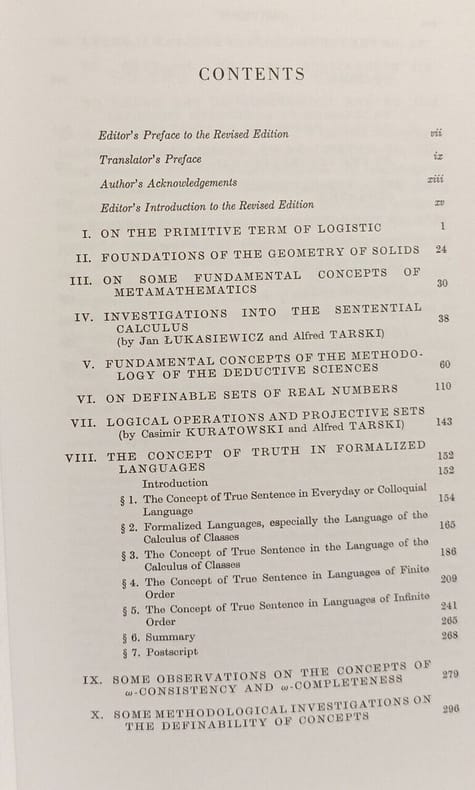 CONTENTS
Editor's Preface to the Revised Edition vii
Translator's Preface ix
Author's Acknowledgements xiii
Editor's Introduction to the Revised Edition xv
I. ON THE PRIMITIVE TERM OF LOGISTIC 1
II. FOUNDATIONS OF THE GEOMETRY OF SOLIDS 24
III. ON SOME FUNDAMENTAL CONCEPTS OF
METAMATHEMATICS 30
IV. INVESTIGATIONS INTO THE SENTENTIAL
CALCULUS 38
(by Jan ŁUKASIEWICZ and Alfred TARSKI)
V. FUNDAMENTAL CONCEPTS OF THE METHODO-
LOGY OF THE DEDUCTIVE SCIENCES 60
VI. ON DEFINABLE SETS OF REAL NUMBERS 110
VII. LOGICAL OPERATIONS AND PROJECTIVE SETS
(by Casimir KURATOWSKI and Alfred TARSKI) 143
VIII. THE CONCEPT OF TRUTH IN FORMALIZED
LANGUAGES 152
Introduction 152
§ 1. The Concept of True Sentence in Everyday or Colloquial
Language 154
§ 2. Formalized Languages, especially the Language of the
Calculus of Classes 165
§ 3. The Concept of True Sentence in the Language of the
Calculus of Classes 186
§ 4. The Concept of True Sentence in Languages of Finite
Order 209
§ 5. The Concept of True Sentence in Languages of Infinite
Order 241
§ 6. Summary 265
§ 7. Postscript 268
IX. SOME OBSERVATIONS ON THE CONCEPTS OF
ω-CONSISTENCY AND ω-COMPLETENESS 279
X. SOME METHODOLOGICAL INVESTIGATIONS ON
THE DEFINABILITY OF CONCEPTS 296